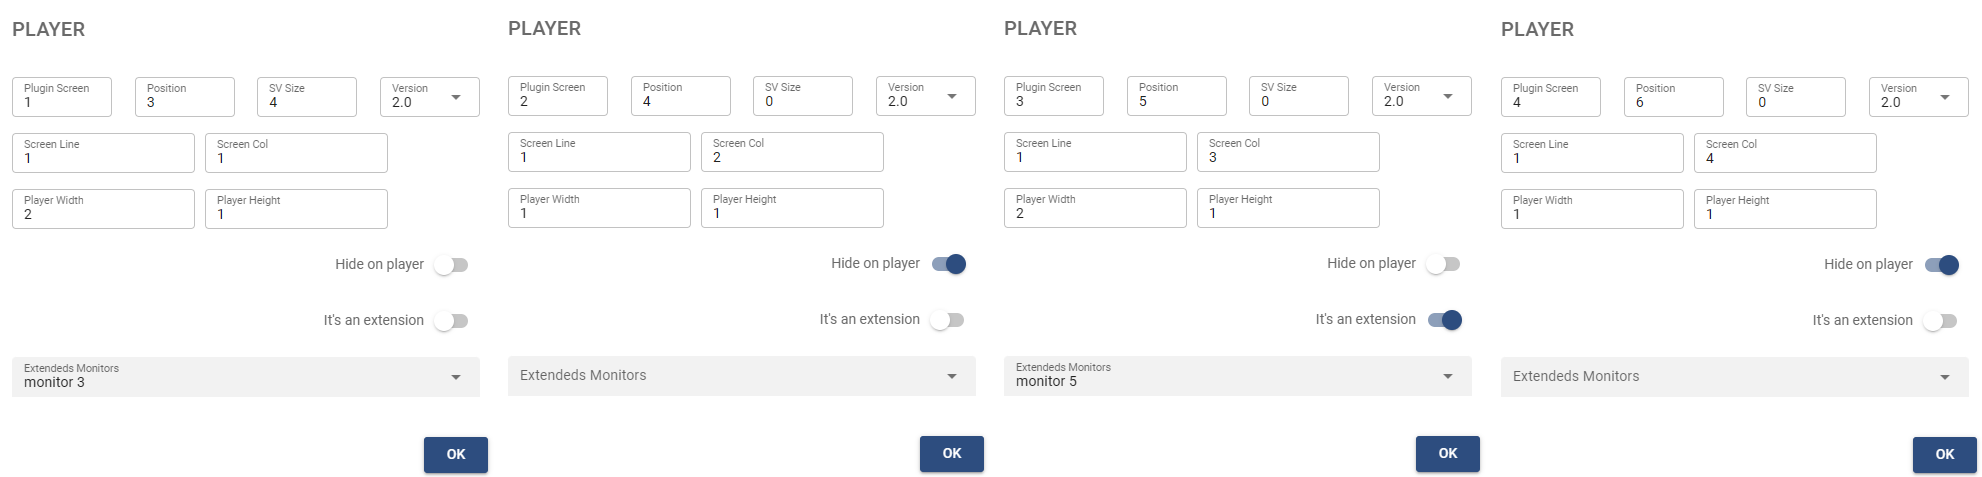 PLAYER
Plugin Screen Position SV Size Version
1 3 4 2.0
Screen Line Screen Col
1 1
Player Width Player Height
2 1
Hide on player
It's an extension
Extendeds Monitors
monitor 3
OK
PLAYER
Plugin Screen Position SV Size Version
2 4 0 2.0
Screen Line Screen Col
1 2
Player Width Player Height
1 1
Hide on player
It's an extension
Extendeds Monitors
OK
PLAYER
Plugin Screen Position SV Size Version
3 5 0 2.0
Screen Line Screen Col
1 3
Player Width Player Height
2 1
Hide on player
It's an extension
Extendeds Monitors
monitor 5
OK
PLAYER
Plugin Screen Position SV Size Version
4 6 0 2.0
Screen Line Screen Col
1 4
Player Width Player Height
1 1
Hide on player
It's an extension
Extendeds Monitors
OK